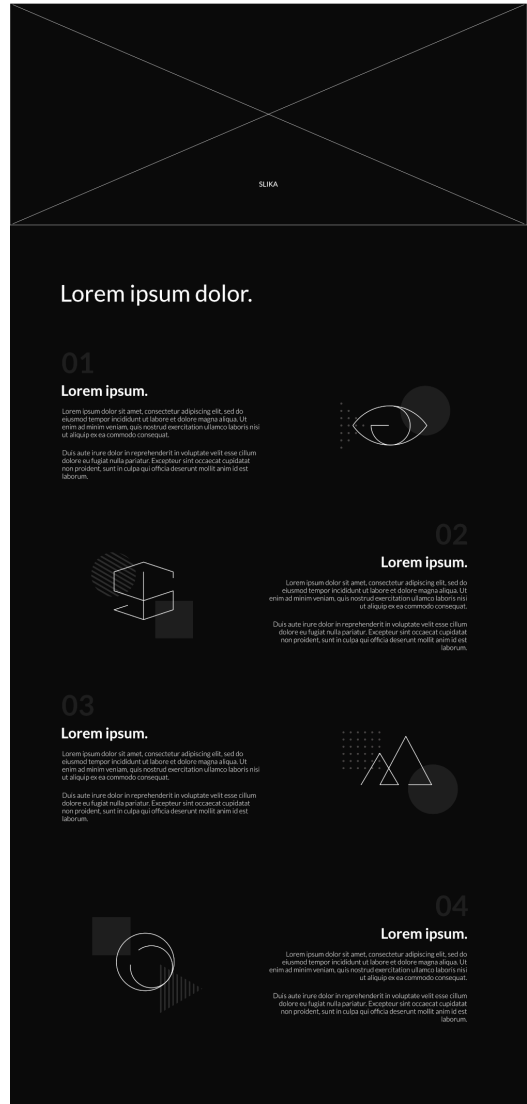 SLIKA
Lorem ipsum dolor.
01
Lorem ipsum.
Lorem ipsum dolor sit amet, consectetur adipiscing elit, sed do
eiusmod tempor incididunt ut labore et dolore magna aliqua. Ut
enim ad minim veniam, quis nostrud exercitation ullamco laboris nisi
ut aliquip ex ea commodo consequat.
Duis aute irure dolor in reprehenderit in voluptate velit esse cillum
dolore eu fugiat nulla pariatur. Excepteur sint occaecat cupidatat
non proident, sunt in culpa qui officia deserunt mollit anim id est
laborum.
02
Lorem ipsum.
Lorem ipsum dolor sit amet, consectetur adipiscing elit, sed do
eiusmod tempor incididunt ut labore et dolore magna aliqua. Ut
enim ad minim veniam, quis nostrud exercitation ullamco laboris nisi
ut aliquip ex ea commodo consequat.
Duis aute irure dolor in reprehenderit in voluptate velit esse cillum
dolore eu fugiat nulla pariatur. Excepteur sint occaecat cupidatat
non proident, sunt in culpa qui officia deserunt mollit anim id est
laborum.
03
Lorem ipsum.
Lorem ipsum dolor sit amet, consectetur adipiscing elit, sed do
eiusmod tempor incididunt ut labore et dolore magna aliqua. Ut
enim ad minim veniam, quis nostrud exercitation ullamco laboris nisi
ut aliquip ex ea commodo consequat.
Duis aute irure dolor in reprehenderit in voluptate velit esse cillum
dolore eu fugiat nulla pariatur. Excepteur sint occaecat cupidatat
non proident, sunt in culpa qui officia deserunt mollit anim id est
laborum.
04
Lorem ipsum.
Lorem ipsum dolor sit amet, consectetur adipiscing elit, sed do
eiusmod tempor incididunt ut labore et dolore magna aliqua. Ut
enim ad minim veniam, quis nostrud exercitation ullamco laboris nisi
ut aliquip ex ea commodo consequat.
Duis aute irure dolor in reprehenderit in voluptate velit esse cillum
dolore eu fugiat nulla pariatur. Excepteur sint occaecat cupidatat
non proident, sunt in culpa qui officia deserunt mollit anim id est
laborum.